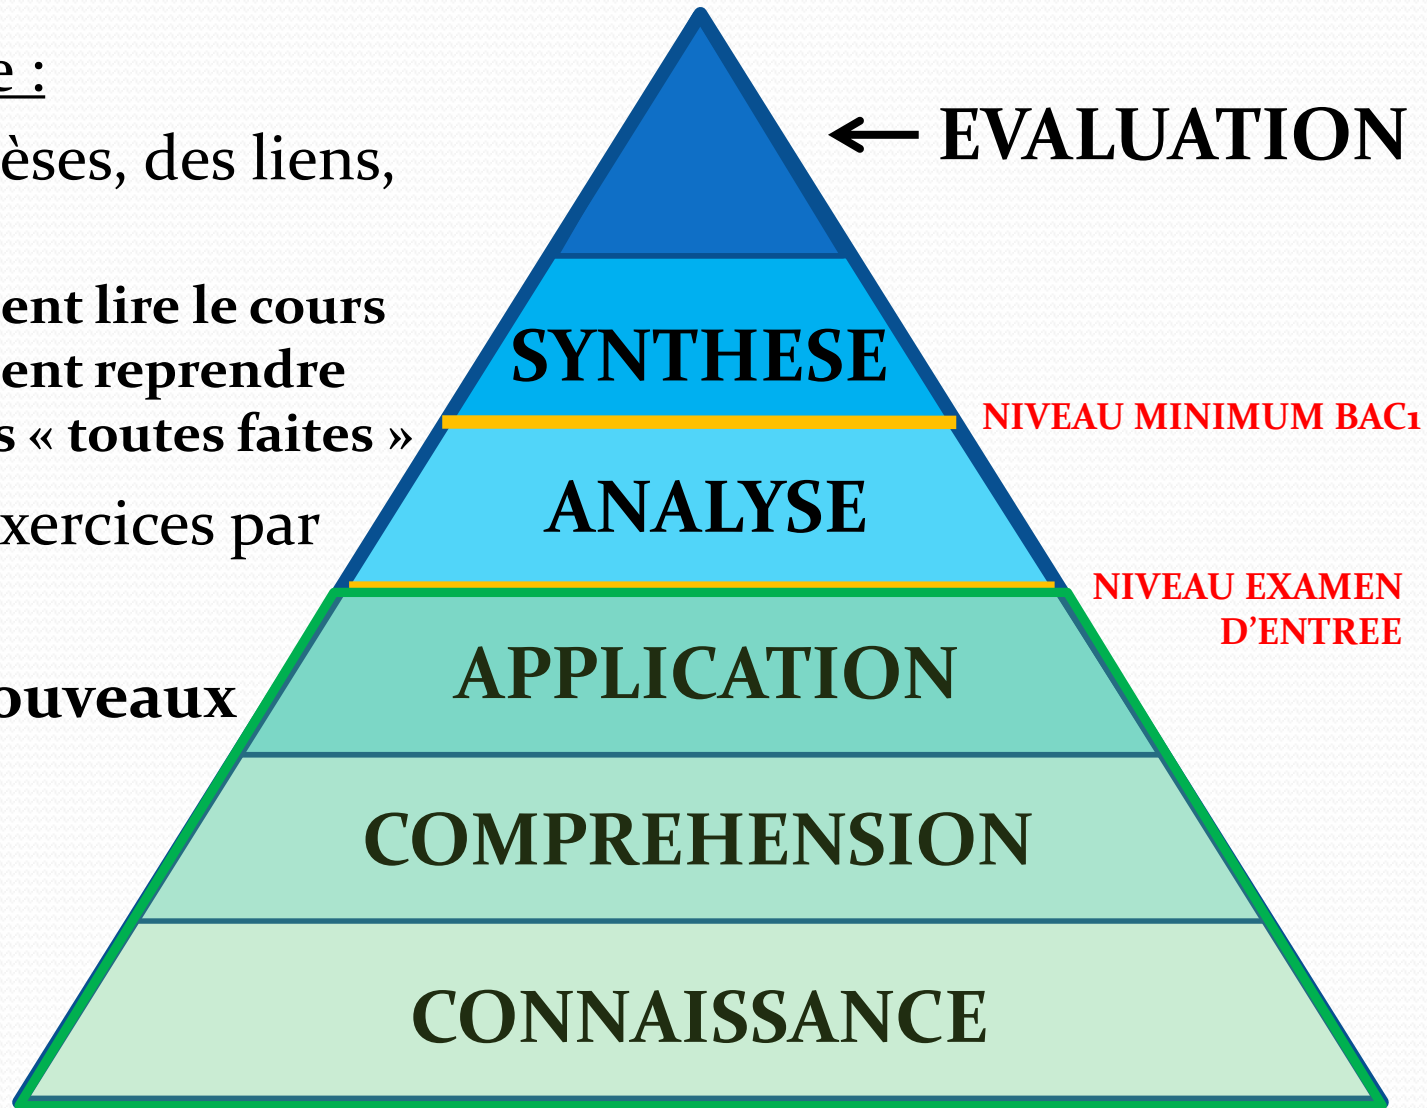 e :
èses, des liens,
ent lire le cours
ent reprendre
s « toutes faites »
xercices par
ouveaux
EVALUATION
SYNTHESE
NIVEAU MINIMUM BAC1
ANALYSE
NIVEAU EXAMEN
D’ENTREE
APPLICATION
COMPREHENSION
CONNAISSANCE